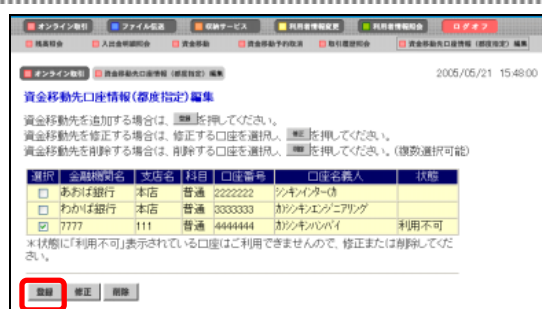 オンライン取引 ファイル伝送 収納サービス 利用者情報変更 利用者情報照会 ログオフ
残高照会 入出金明細照会 資金移動 資金移動予約取消 取引履歴照会 資金移動先口座情報（都度指定）編集
オンライン取引 資金移動先口座情報（都度指定）編集 2005/05/21 15:48:00
資金移動先口座情報（都度指定）編集
資金移動先を追加する場合は、 登録 を押してください。
資金移動先を修正する場合は、修正する口座を選択し、 修正 を押してください。
資金移動先を削除する場合は、削除する口座を選択し、 削除 を押してください。（複数選択可能）
選択 金融機関名 支店名 科目 口座番号 口座名義人 状態
あおば銀行 本店 普通 2222222 シンキンインター(カ
わかば銀行 本店 普通 3333333 カ)シンキンエンジニアリング
7777 111 普通 4444444 カ)シンキンハンバイ 利用不可
＊状態に「利用不可」表示されている口座はご利用できませんので、修正または削除してくだ
さい。
登録 修正 削除